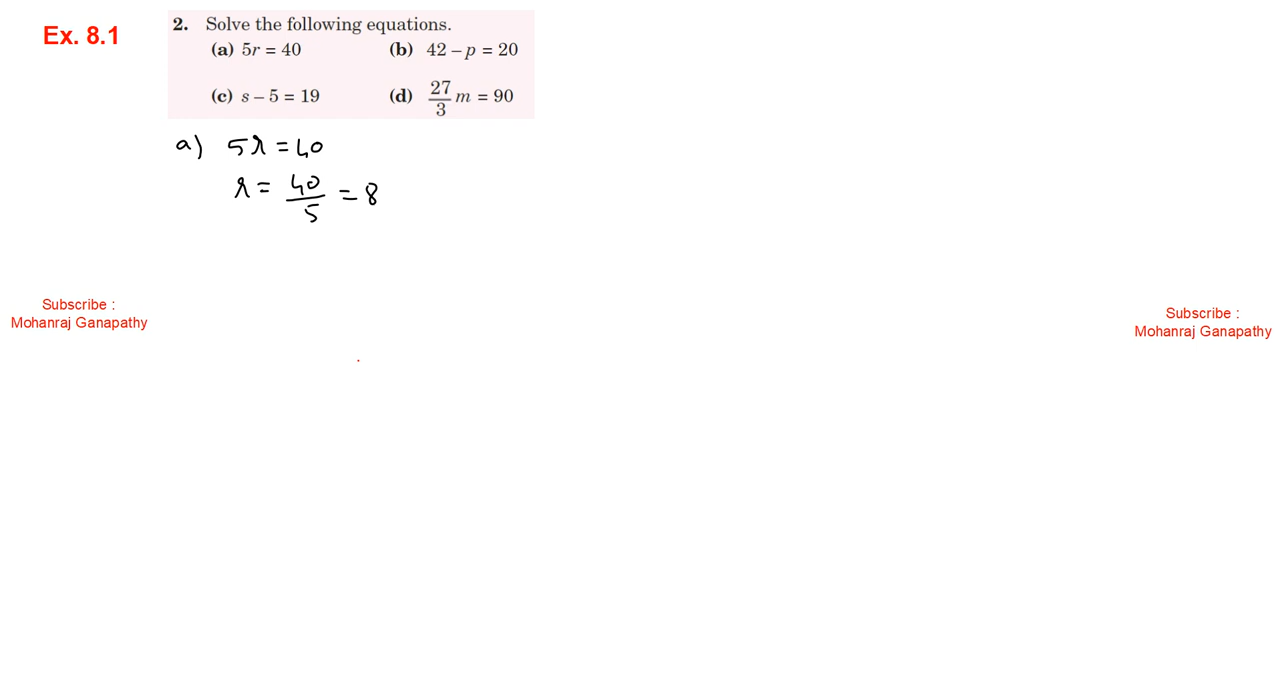 Ex. 8.1
2. Solve the following equations.
(a) 5r = 40 (b) 42 – p = 20
(c) s – 5 = 19 (d) 27/3 m = 90
a) 5r = 40
r = 40/5 = 8
Subscribe :
Mohanraj Ganapathy
Subscribe :
Mohanraj Ganapathy